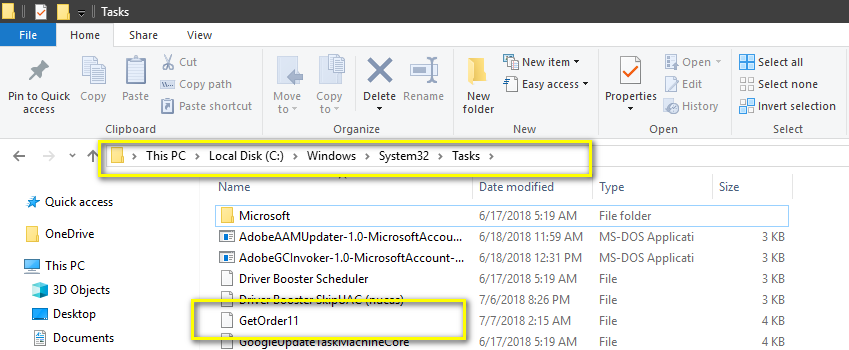 Tasks
File Home Share View
Pin to Quick access
Copy
Paste
Cut
Copy path
Paste shortcut
Clipboard
Move to
Copy to
Delete
Rename
Organize
New folder
New item
Easy access
New
Properties
Open
Edit
History
Open
Select all
Select none
Invert selection
Select
This PC > Local Disk (C:) > Windows > System32 > Tasks >
Name Date modified Type Size
Quick access
OneDrive
This PC
3D Objects
Desktop
Documents
Microsoft 6/17/2018 5:19 AM File folder
AdobeAAMUpdater-1.0-MicrosoftAccou... 6/18/2018 11:59 AM MS-DOS Applicati 3 KB
AdobeGCInvoker-1.0-MicrosoftAccount-... 6/18/2018 12:31 PM MS-DOS Applicati 3 KB
Driver Booster Scheduler 6/17/2018 5:19 AM File 3 KB
Driver Booster SkipUAC 7/6/2018 8:26 PM File 3 KB
GetOrder11 7/7/2018 2:15 AM File 4 KB
GoogleUpdateTaskMachineCore 6/17/2018 5:19 AM File 4 KB